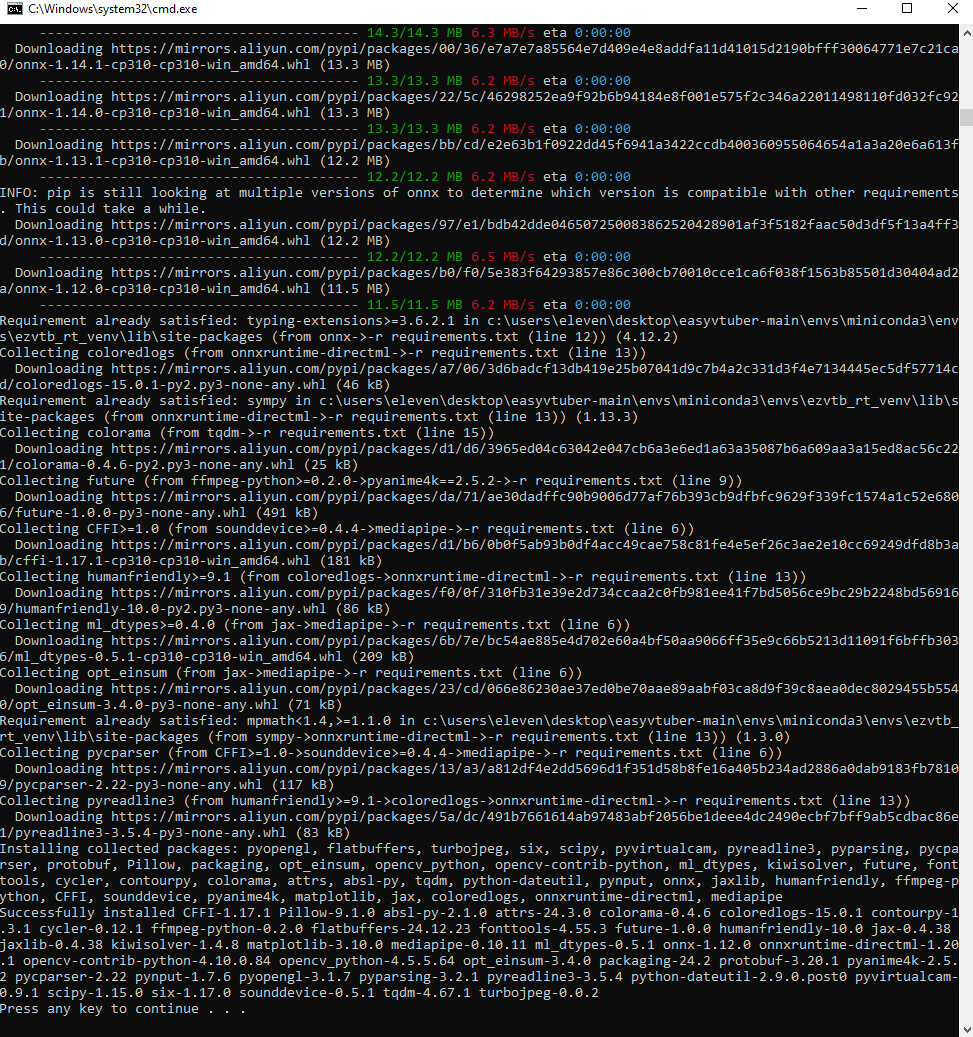 C:\Windows\system32\cmd.exe
---------------------------------------- 14.3/14.3 MB 6.3 MB/s eta 0:00:00
Downloading https://mirrors.aliyun.com/pypi/packages/00/36/e7a7e7a85564e7d409e4e8addfa11d41015d2190bfff30064771e7c21ca
0/onnx-1.14.1-cp310-cp310-win_amd64.whl (13.3 MB)
---------------------------------------- 13.3/13.3 MB 6.2 MB/s eta 0:00:00
Downloading https://mirrors.aliyun.com/pypi/packages/22/5c/46298252ea9f92b6b94184e8f001e575f2c346a22011498110fd032fc92
1/onnx-1.14.0-cp310-cp310-win_amd64.whl (13.3 MB)
---------------------------------------- 13.3/13.3 MB 6.2 MB/s eta 0:00:00
Downloading https://mirrors.aliyun.com/pypi/packages/bb/cd/e2e63b1f0922dd45f6941a3422ccdb400360955064654a1a3a20e6a613f
b/onnx-1.13.1-cp310-cp310-win_amd64.whl (12.2 MB)
---------------------------------------- 12.2/12.2 MB 6.2 MB/s eta 0:00:00
INFO: pip is still looking at multiple versions of onnx to determine which version is compatible with other requirements
. This could take a while.
Downloading https://mirrors.aliyun.com/pypi/packages/97/e1/bdb42dde046507250083862520428901af3f5182faac50d3df5f13a4ff3
d/onnx-1.13.0-cp310-cp310-win_amd64.whl (12.2 MB)
---------------------------------------- 12.2/12.2 MB 6.5 MB/s eta 0:00:00
Downloading https://mirrors.aliyun.com/pypi/packages/b0/f0/5e383f64293857e86c300cb70010cce1ca6f038f1563b85501d30404ad2
a/onnx-1.12.0-cp310-cp310-win_amd64.whl (11.5 MB)
---------------------------------------- 11.5/11.5 MB 6.2 MB/s eta 0:00:00
Requirement already satisfied: typing-extensions>=3.6.2.1 in c:\users\eleven\desktop\easyvtuber-main\envs\miniconda3\env
s\ezvtb_rt_venv\lib\site-packages (from onnx->-r requirements.txt (line 12)) (4.12.2)
Collecting coloredlogs (from onnxruntime-directml->-r requirements.txt (line 13))
Downloading https://mirrors.aliyun.com/pypi/packages/a7/06/3d6badcf13db419e25b07041d9c7b4a2c331d3f4e7134445ec5df57714c
d/coloredlogs-15.0.1-py2.py3-none-any.whl (46 kB)
Requirement already satisfied: sympy in c:\users\eleven\desktop\easyvtuber-main\envs\miniconda3\envs\ezvtb_rt_venv\lib\s
ite-packages (from onnxruntime-directml->-r requirements.txt (line 13)) (1.13.3)
Collecting colorama (from tqdm->-r requirements.txt (line 15))
Downloading https://mirrors.aliyun.com/pypi/packages/d1/d6/3965ed04c63042e047cb6a3e6ed1a63a35087b6a609aa3a15ed8ac56c22
1/colorama-0.4.6-py2.py3-none-any.whl (25 kB)
Collecting future (from ffmpeg-python>=0.2.0->pyanime4k==2.5.2->-r requirements.txt (line 9))
Downloading https://mirrors.aliyun.com/pypi/packages/da/71/ae30dadffc90b9006d77af76b393cb9dfbfc9629f339fc1574a1c52e680
6/future-1.0.0-py3-none-any.whl (491 kB)
Collecting CFFI>=1.0 (from sounddevice>=0.4.4->mediapipe->-r requirements.txt (line 6))
Downloading https://mirrors.aliyun.com/pypi/packages/d1/b6/0b0f5ab93b0df4acc49cae758c81fe4e5ef26c3ae2e10cc69249dfd8b3a
b/cffi-1.17.1-cp310-cp310-win_amd64.whl (181 kB)
Collecting humanfriendly>=9.1 (from coloredlogs->onnxruntime-directml->-r requirements.txt (line 13))
Downloading https://mirrors.aliyun.com/pypi/packages/f0/0f/310fb31e39e2d734ccaa2c0fb981ee41f7bd5056ce9bc29b2248bd56916
9/humanfriendly-10.0-py2.py3-none-any.whl (86 kB)
Collecting ml_dtypes>=0.4.0 (from jax->mediapipe->-r requirements.txt (line 6))
Downloading https://mirrors.aliyun.com/pypi/packages/6b/7e/bc54ae885e4d702e60a4bf50aa9066ff35e9c66b5213d11091f6bffb303
6/ml_dtypes-0.5.1-cp310-cp310-win_amd64.whl (209 kB)
Collecting opt_einsum (from jax->mediapipe->-r requirements.txt (line 6))
Downloading https://mirrors.aliyun.com/pypi/packages/23/cd/066e86230ae37ed0be70aae89aabf03ca8d9f39c8aea0dec8029455b554
0/opt_einsum-3.4.0-py3-none-any.whl (71 kB)
Requirement already satisfied: mpmath<1.4,>=1.1.0 in c:\users\eleven\desktop\easyvtuber-main\envs\miniconda3\envs\ezvtb_
rt_venv\lib\site-packages (from sympy->onnxruntime-directml->-r requirements.txt (line 13)) (1.3.0)
Collecting pycparser (from CFFI>=1.0->sounddevice>=0.4.4->mediapipe->-r requirements.txt (line 6))
Downloading https://mirrors.aliyun.com/pypi/packages/13/a3/a812df4e2dd5696d1f351d58b8fe16a405b234ad2886a0dab9183fb7810
9/pycparser-2.22-py3-none-any.whl (117 kB)
Collecting pyreadline3 (from humanfriendly>=9.1->coloredlogs->onnxruntime-directml->-r requirements.txt (line 13))
Downloading https://mirrors.aliyun.com/pypi/packages/5a/dc/491b7661614ab97483abf2056be1deee4dc2490ecbf7bff9ab5cdbac86e
1/pyreadline3-3.5.4-py3-none-any.whl (83 kB)
Installing collected packages: pyopengl, flatbuffers, turbojpeg, six, scipy, pyvirtualcam, pyreadline3, pyparsing, pycpa
rser, protobuf, Pillow, packaging, opt_einsum, opencv_python, opencv-contrib-python, ml_dtypes, kiwisolver, future, font
tools, cycler, contourpy, colorama, attrs, absl-py, tqdm, python-dateutil, pynput, onnx, jaxlib, humanfriendly, ffmpeg-p
ython, CFFI, sounddevice, pyanime4k, matplotlib, jax, coloredlogs, onnxruntime-directml, mediapipe
Successfully installed CFFI-1.17.1 Pillow-9.1.0 absl-py-2.1.0 attrs-24.3.0 colorama-0.4.6 coloredlogs-15.0.1 contourpy-1
.3.1 cycler-0.12.1 ffmpeg-python-0.2.0 flatbuffers-24.12.23 fonttools-4.55.3 future-1.0.0 humanfriendly-10.0 jax-0.4.38
jaxlib-0.4.38 kiwisolver-1.4.8 matplotlib-3.10.0 mediapipe-0.10.11 ml_dtypes-0.5.1 onnx-1.12.0 onnxruntime-directml-1.20
.1 opencv-contrib-python-4.10.0.84 opencv_python-4.5.5.64 opt_einsum-3.4.0 packaging-24.2 protobuf-3.20.1 pyanime4k-2.5.
2 pycparser-2.22 pynput-1.7.6 pyopengl-3.1.7 pyparsing-3.2.1 pyreadline3-3.5.4 python-dateutil-2.9.0.post0 pyvirtualcam-
0.9.1 scipy-1.15.0 six-1.17.0 sounddevice-0.5.1 tqdm-4.67.1 turbojpeg-0.0.2
Press any key to continue . . .